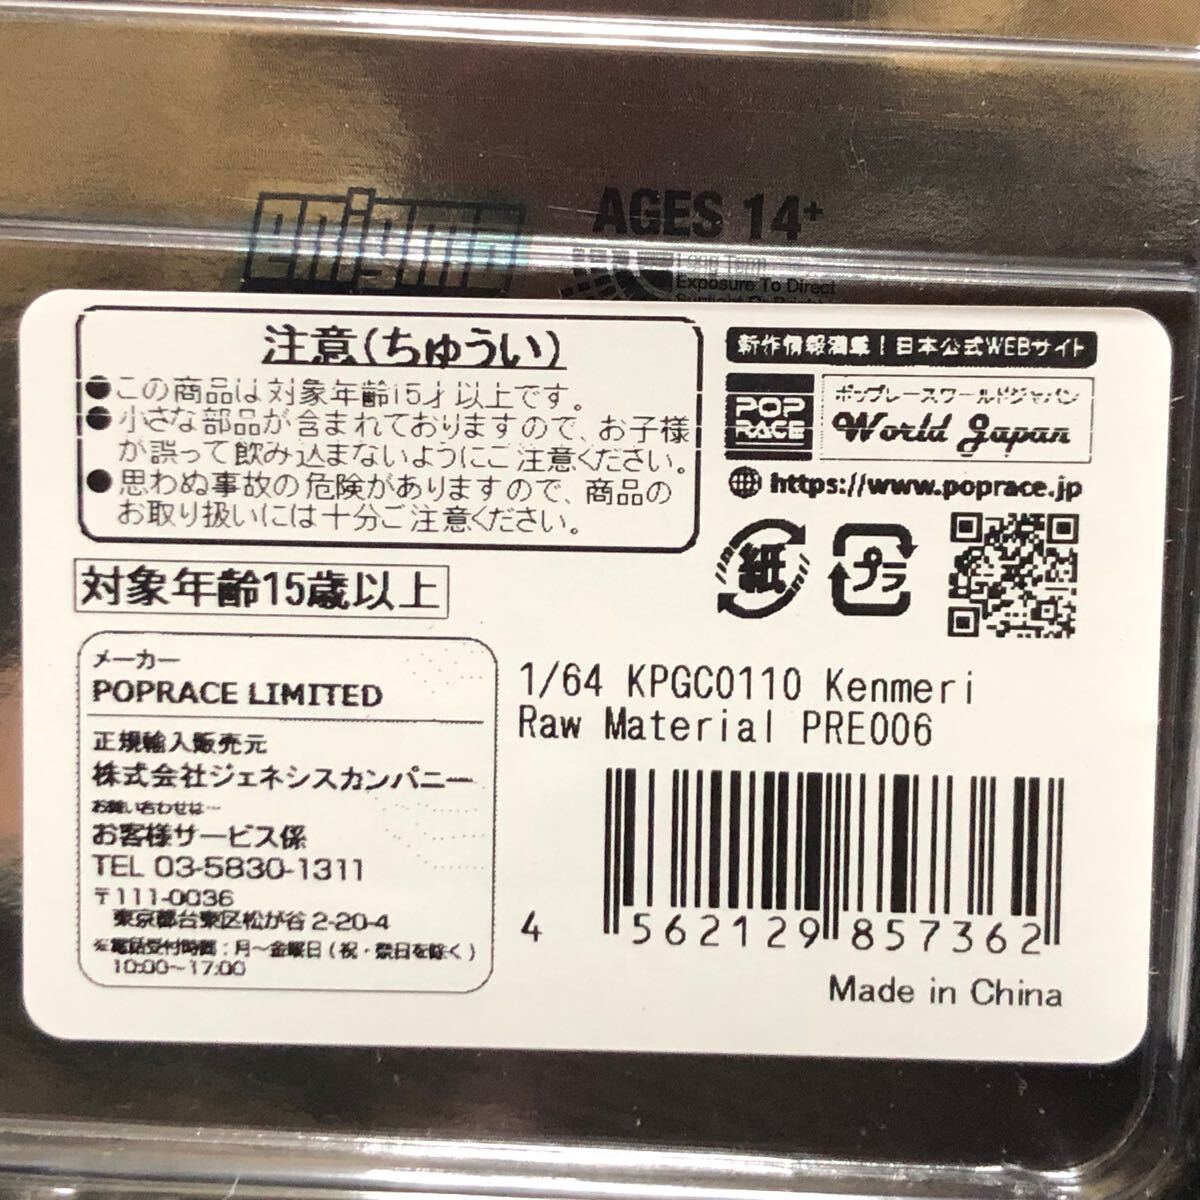 AGES 14+
Long Term
Exposure To Direct
注意(ちゅうい)
●この商品は対象年齢15才以上です。
●小さな部品が含まれておりますので、お子様
が誤って飲み込まないようにご注意ください。
●思わぬ事故の危険がありますので、商品の
お取り扱いには十分ご注意ください。
対象年齢15歳以上
メーカー
POPRACE LIMITED
正規輸入販売元
株式会社ジェネシスカンパニー
お問い合わせは…
お客様サービス係
TEL 03-5830-1311
〒111-0036
東京都台東区松が谷 2-20-4
※電話受付時間:月~金曜日(祝・祭日を除く)
10:00~17:00
新作情報満載!日本公式WEBサイト
POP
RACE
ポップレースワールドジャパン
World Japan
https://www.poprace.jp
紙
プラ
1/64 KPGC0110 Kenmeri
Raw Material PRE006
4 562129 857362
Made in China